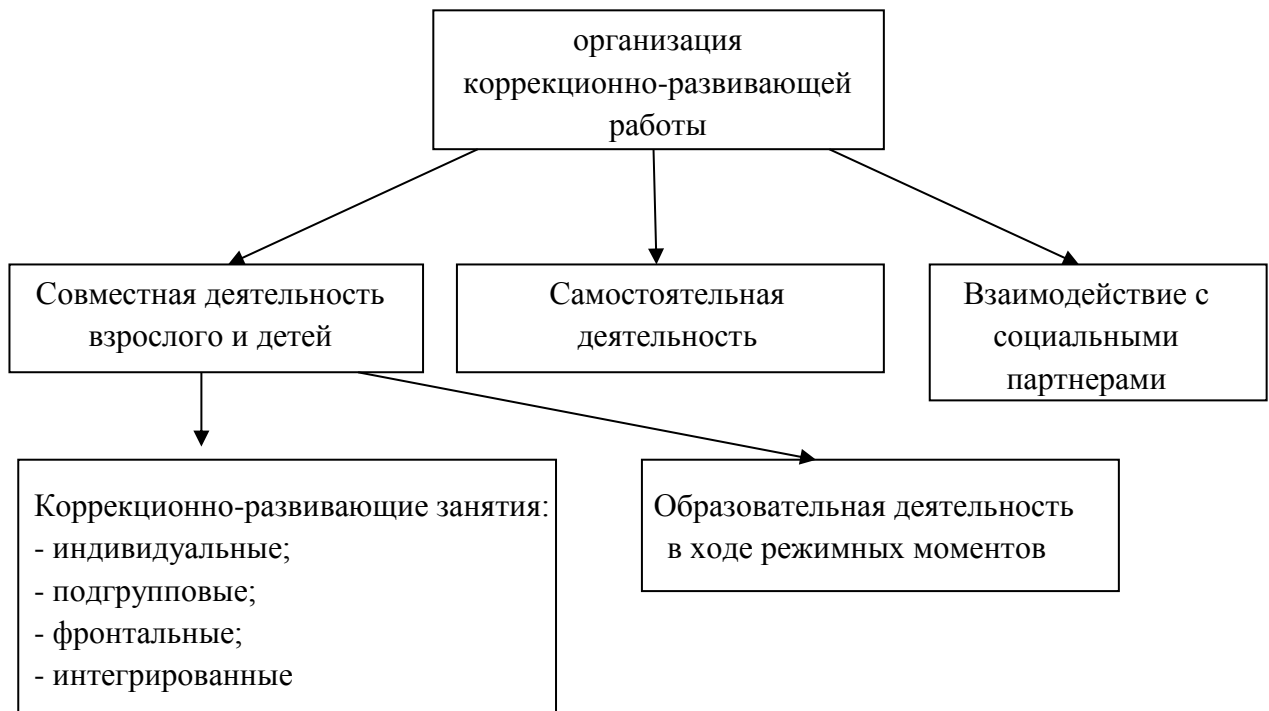 организация
коррекционно-развивающей
работы
Совместная деятельность
взрослого и детей
Самостоятельная
деятельность
Взаимодействие с
социальными
партнерами
Коррекционно-развивающие занятия:
- индивидуальные;
- подгрупповые;
- фронтальные;
- интегрированные
Образовательная деятельность
в ходе режимных моментов